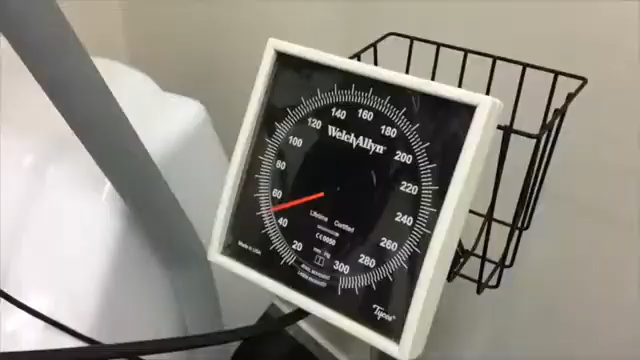 140 160
120 180
WelchAllyn
100 200
80 220
60
40 240
Lifetime Certified
CE0050
20 260
mm Hg
300 280
Made in USA
Tycos